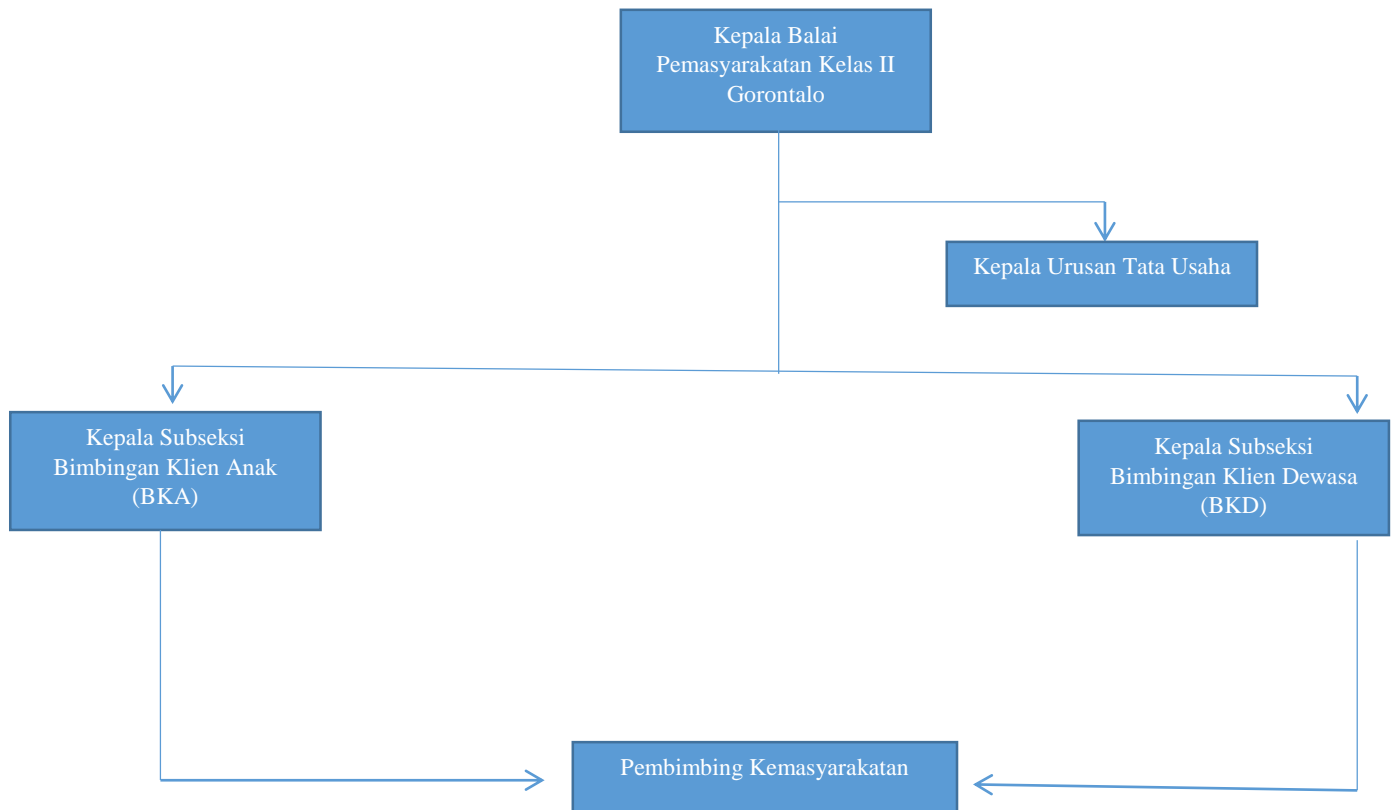 Kepala Balai
Pemasyarakatan Kelas II
Gorontalo
Kepala Urusan Tata Usaha
Kepala Subseksi
Bimbingan Klien Anak
(BKA)
Kepala Subseksi
Bimbingan Klien Dewasa
(BKD)
Pembimbing Kemasyarakatan